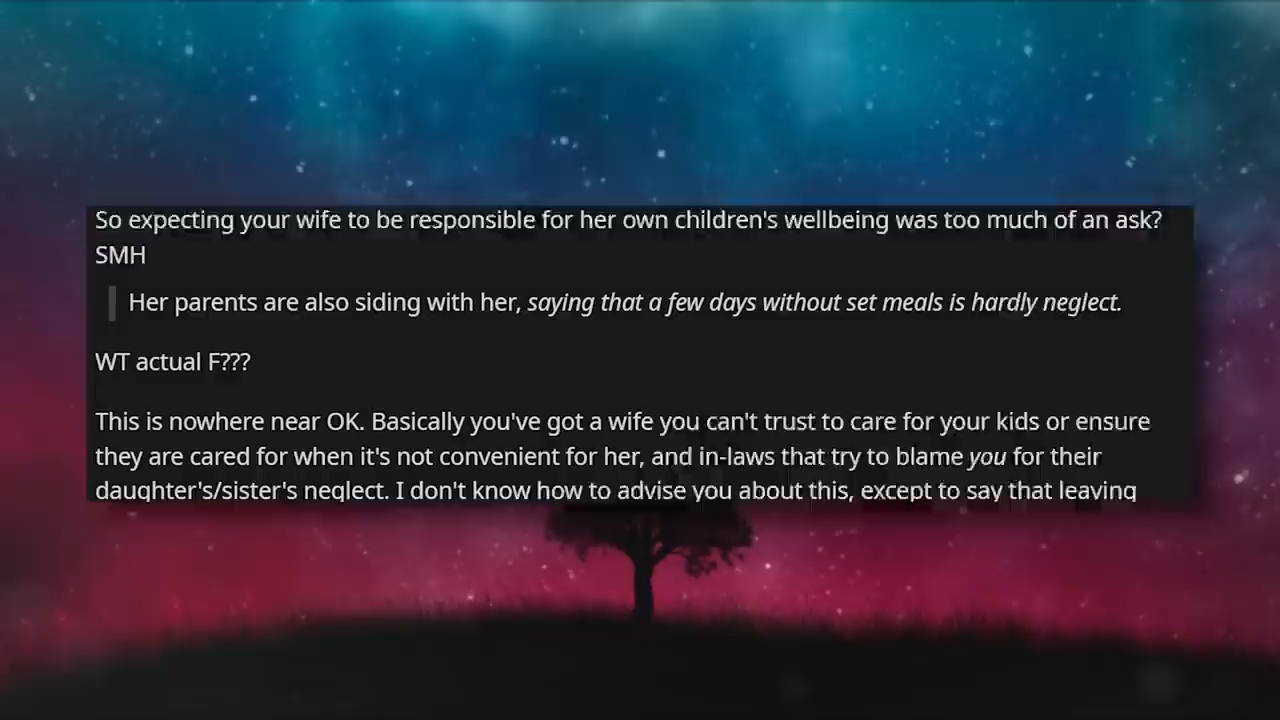 So expecting your wife to be responsible for her own children's wellbeing was too much of an ask?
SMH
Her parents are also siding with her, saying that a few days without set meals is hardly neglect.
WT actual F???
This is nowhere near OK. Basically you've got a wife you can't trust to care for your kids or ensure
they are cared for when it's not convenient for her, and in-laws that try to blame you for their
daughter's/sister's neglect. I don't know how to advise you about this, except to say that leaving